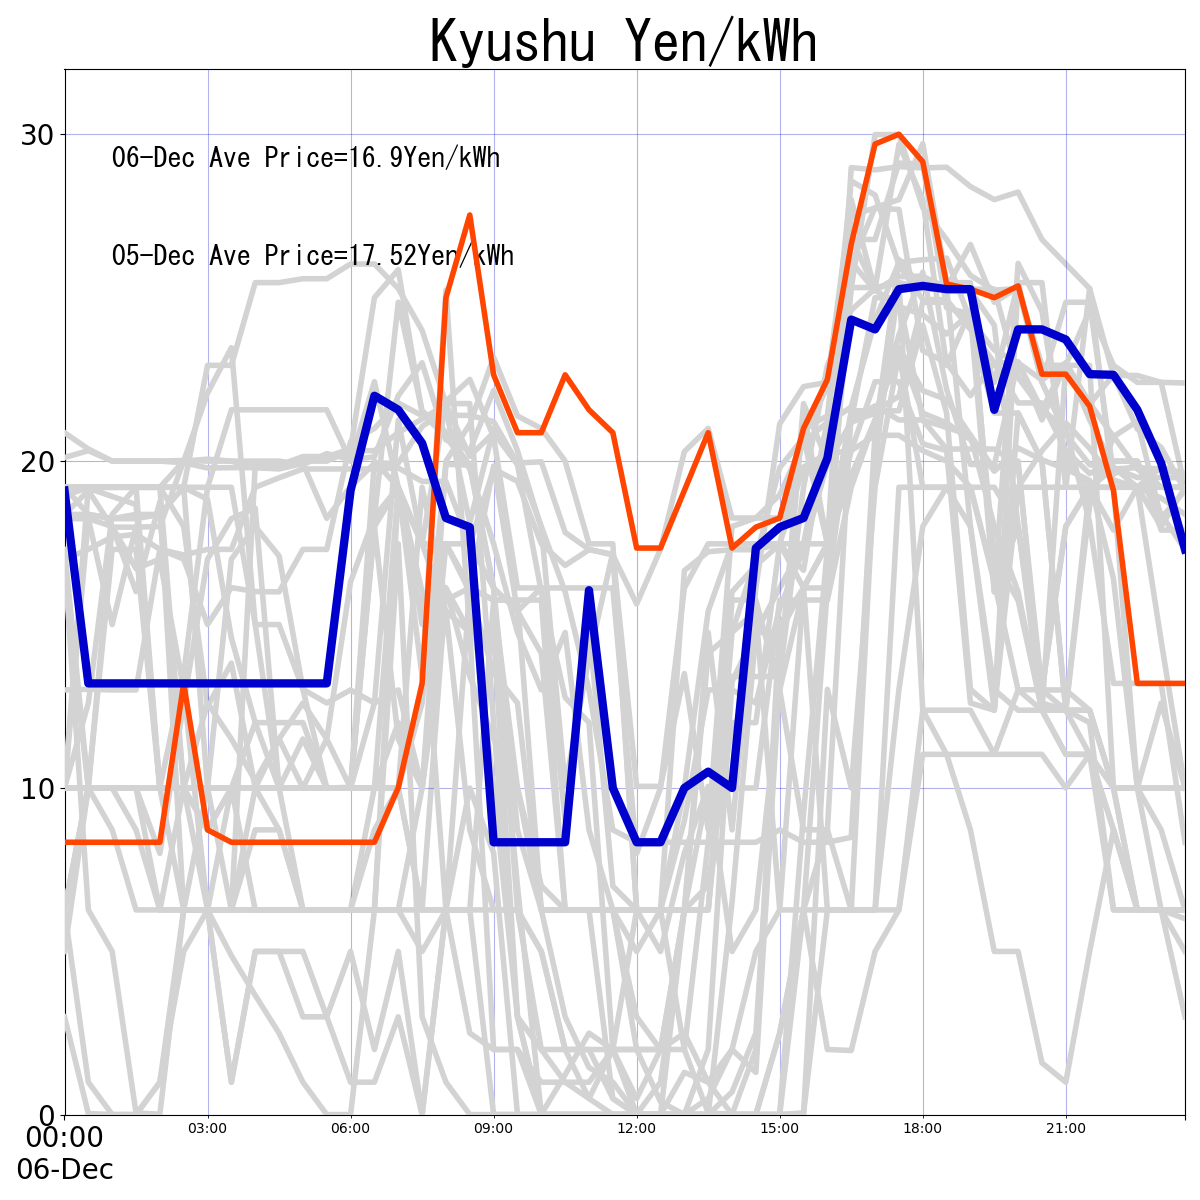 Kyushu Yen/kWh
30
06-Dec Ave Price=16.9Yen/kWh
05-Dec Ave Price=17.52Yen/kWh
20
10
0
00:00 03:00 06:00 09:00 12:00 15:00 18:00 21:00
06-Dec